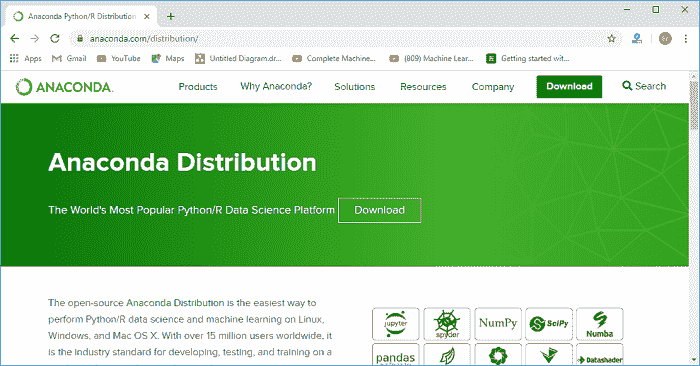 Anaconda Python/R Distribution
anaconda.com/distribution/
Apps Gmail YouTube Maps Untitled Diagram.dr... Complete Machine... (809) Machine Lear... Getting started wit...
ANACONDA. Products Why Anaconda? Solutions Resources Company Download Search
Anaconda Distribution
The World's Most Popular Python/R Data Science Platform Download
The open-source Anaconda Distribution is the easiest way to
perform Python/R data science and machine learning on Linux,
Windows, and Mac OS X. With over 15 million users worldwide, it
is the industry standard for developing, testing, and training on a
jupyter spyder NumPy SciPy Numba
pandas Datashader